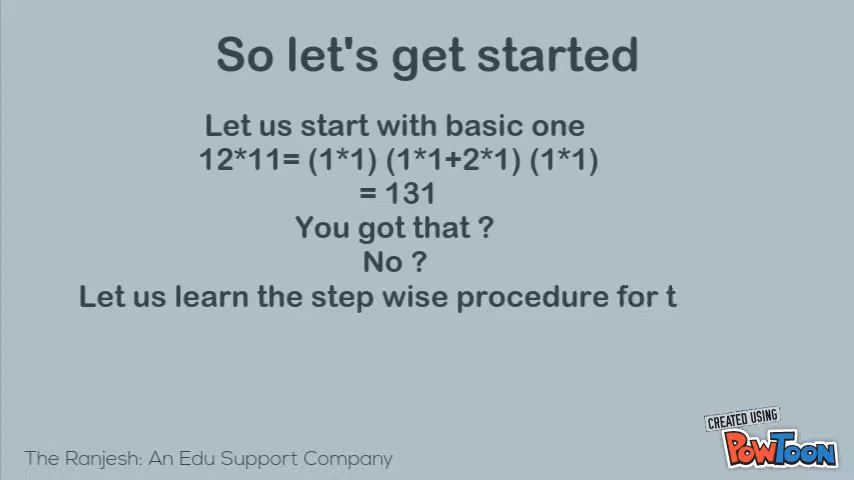 So let's get started
Let us start with basic one
12*11= (1*1) (1*1+2*1) (1*1)
= 131
You got that ?
No ?
Let us learn the step wise procedure for t
The Ranjesh: An Edu Support Company
CREATED USING
POWTOON